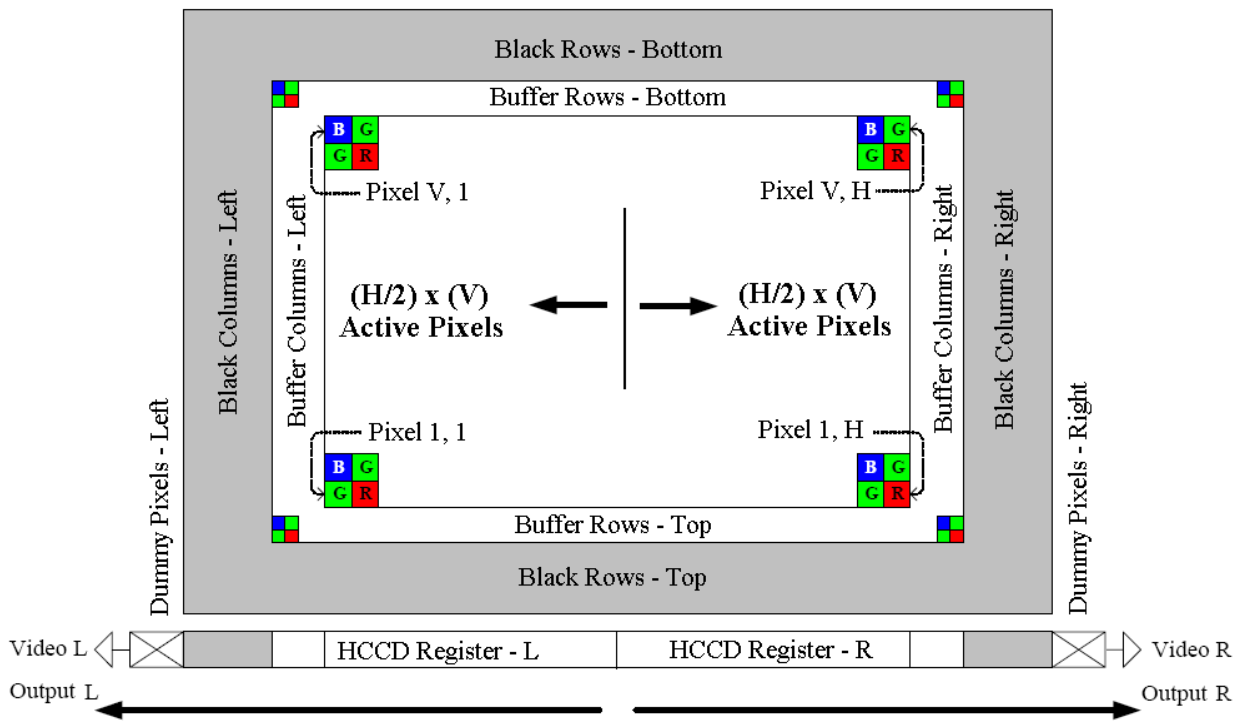 Black Rows - Bottom
Buffer Rows - Bottom
B G
G R
B G
G R
Pixel V, 1
Pixel V, H
Black Columns - Left
Buffer Columns - Left
Buffer Columns - Right
Black Columns - Right
(H/2) x (V)
Active Pixels
(H/2) x (V)
Active Pixels
Dummy Pixels - Left
Dummy Pixels - Right
Pixel 1, 1
Pixel 1, H
B G
G R
B G
G R
Buffer Rows - Top
Black Rows - Top
Video L
HCCD Register - L
HCCD Register - R
Video R
Output L
Output R